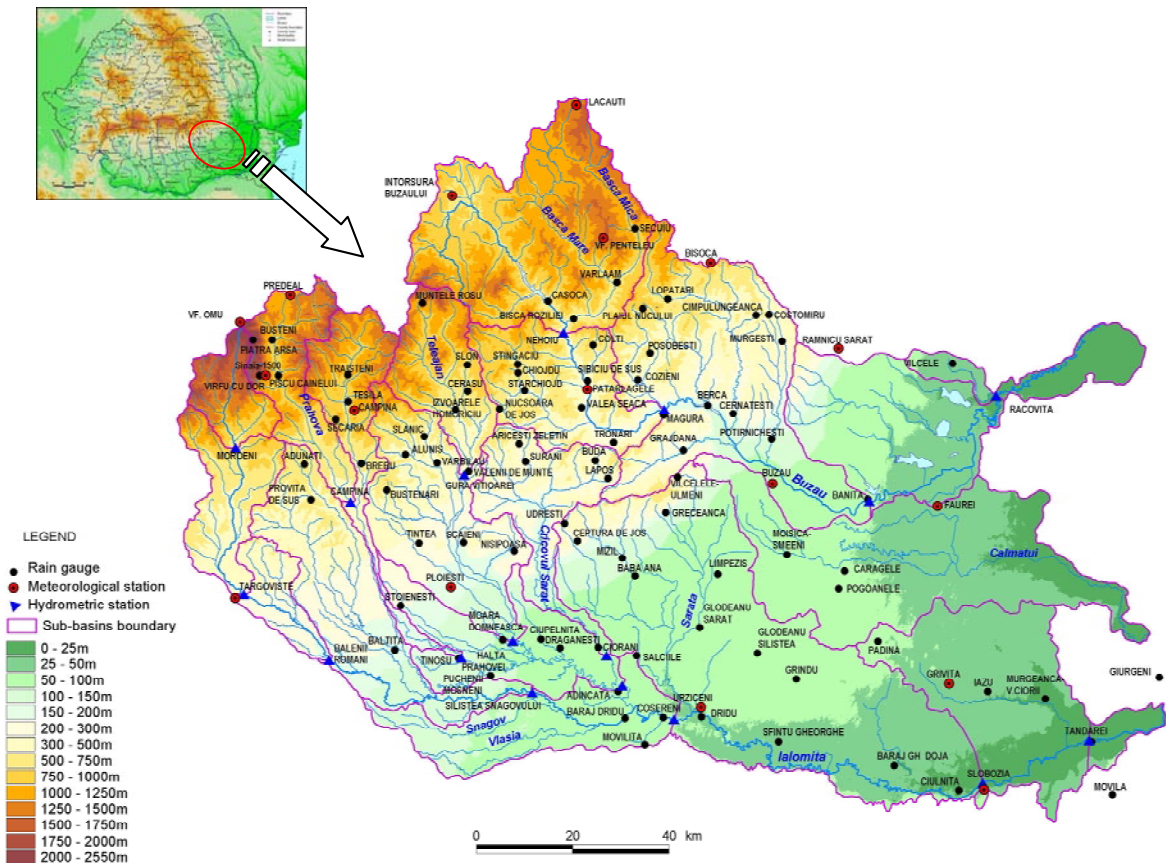 LACAUTI
INTORSURA
BUZAULUI
Basca Mica
Basca Mare
SECUIU
VF. PENTELEU
BISOCA
VARLAAM
PREDEAL
MUNTELE ROSU
CASOCA
LOPATARI
CIMPULUNGEANCA
COSTOMIRU
VF. OMU
BISCA ROZILIEI
PLAIUL NUCULUI
BUSTENI
Teleajan
NEHOIU
COLTI
MURGESTI
RAMNICU SARAT
PIATRA ARSA
SLON
STINGACIU
POSOBESTI
VILCELE
Sinaia-1500
TRAISTENI
CHIOJDU
SIBICIU DE SUS
COZIENI
VIRFU CU DOR
PISCU CAINELUI
CERASU
STARCHIOJD
PATARLAGELE
RACOVITA
TESILA
CAMPINA
IZVOARELE
HOMORICIU
NUCSOARA
DE JOS
VALEA SEACA
BERCA
CERNATESTI
Prahova
SECARIA
MAGURA
POTIRNICHESTI
SLANIC
ARICESTI ZELETIN
TRONARI
GRAJDANA
MORDENI
ADUNATI
BREBU
ALUNIS
VARBILAU
VALENII DE MUNTE
SURANI
BUDA
LAPOS
BUZAU
Buzau
GURA VITIOAREI
VILCELELE-
ULMENI
BANITA
PROVITA
DE SUS
CAMPINA
BUSTENARI
FAUREI
UDRESTI
GRECEANCA
TINTEA
SCAIENI
NISIPOASA
Cricovul Sarat
CEPTURA DE JOS
MOISICA-
SMEENI
LEGEND
MIZIL
Calmatui
Rain gauge
BABA ANA
LIMPEZIS
CARAGELE
Meteorological station
TARGOVISTE
PLOIESTI
POGOANELE
Hydrometric station
STOIENESTI
Sarata
GLODEANU
SARAT
Sub-basins boundary
MOARA
DOMNEASCA
CIUPELNITA
DRAGANESTI
0 - 25m
BALENII
ROMANI
BALTITA
CIORANI
SALCIILE
GLODEANU
SILISTEA
PADINA
25 - 50m
TINOSU
HALTA
PRAHOVEI
GRINDU
GRIVITA
IAZU
MURGEANCA
V.CIORII
GIURGENI
50 - 100m
PUCHENII
MOSNENI
100 - 150m
SILISTEA SNAGOVULUI
ADINCATA
URZICENI
150 - 200m
Snagov
BARAJ DRIDU
COSERENI
DRIDU
200 - 300m
Vlasia
MOVILITA
SFINTU GHEORGHE
TANDAREI
300 - 500m
Ialomita
500 - 750m
BARAJ GH DOJA
750 - 1000m
CIULNITA
SLOBOZIA
1000 - 1250m
MOVILA
1250 - 1500m
1500 - 1750m
1750 - 2000m
2000 - 2550m
0 20 40 km